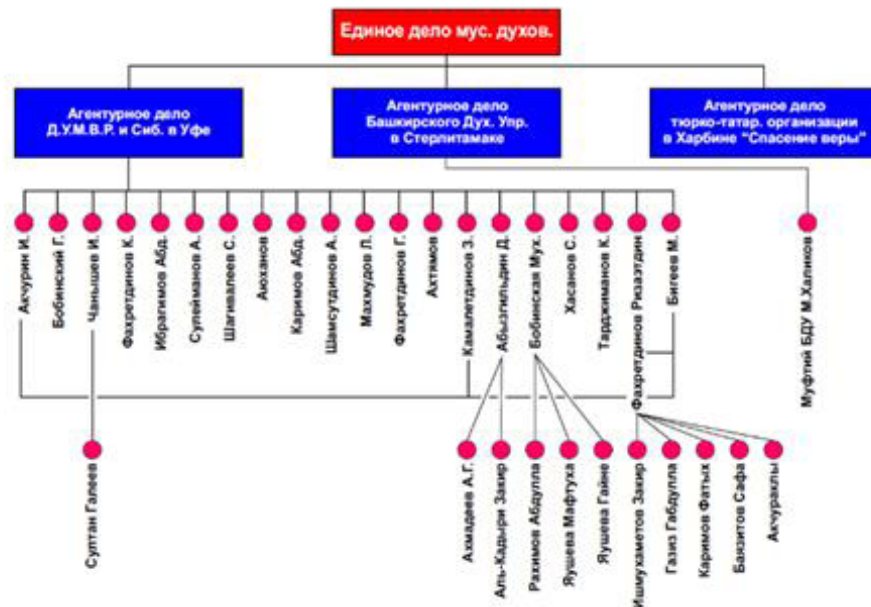 Единое дело мус. духов.
Агентурное дело
Д.У.М.В.Р. и Сиб. в Уфе
Агентурное дело
Башкирского Дух. Упр.
в Стерлитамаке
Агентурное дело
тюрко-татар. организации
в Харбине "Спасение веры"
Акчурин И.
Бобинский Г.
Чанышев И.
Фахретдинов К.
Ибрагимов Абд.
Сулейманов А.
Шагивалеев С.
Аюханов
Каримов Абд.
Шамсутдинов А.
Махмудов Л.
Фахретдинов Г.
Ахтямов
Камалетдинов З.
Абызгильдин Д.
Бобинская Мух.
Хасанов С.
Тарджиманов К.
Фахретдинов Ризаэтдин
Бигеев М.
Муфтий БДУ М.Халиков
Султан Галеев
Ахмадеев А.Г.
Аль-Кадыри Закир
Рахимов Абдулла
Яушева Мафтуха
Яушева Гайне
Ишмухаметов Закир
Газиз Габдулла
Каримов Фатых
Баязитов Сафа
Акчураклы